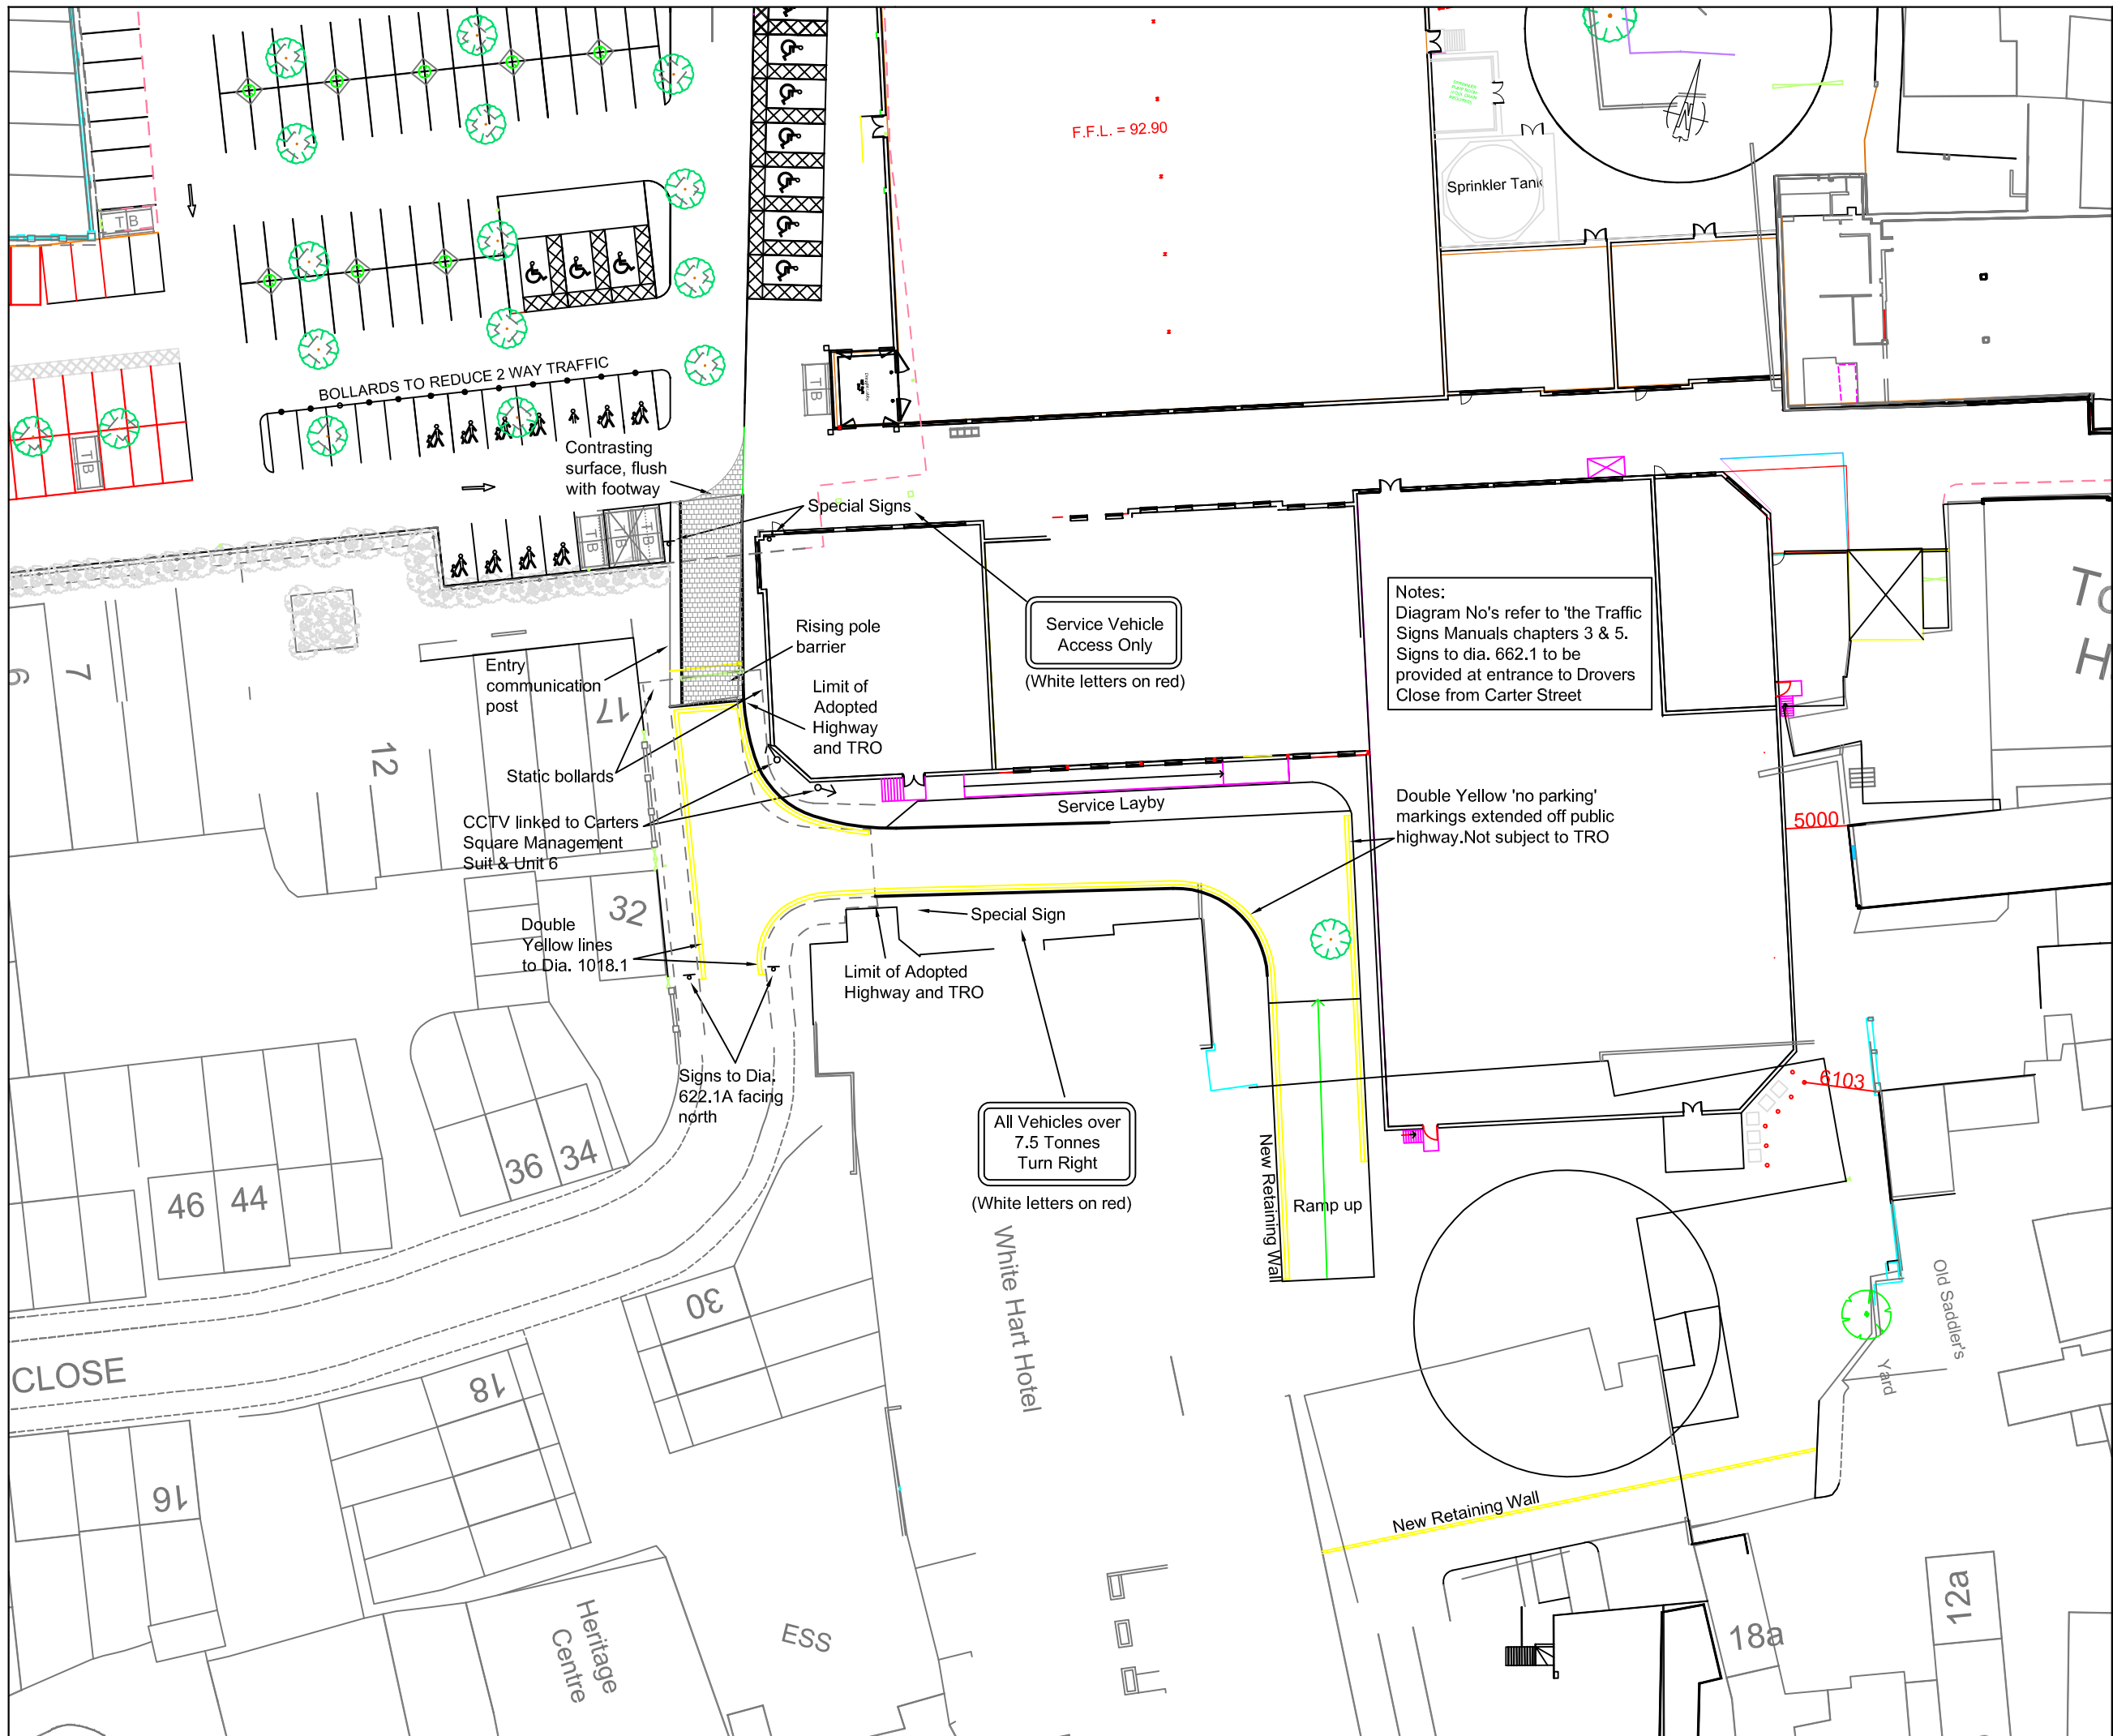 F.F.L. = 92.90
Sprinkler Tank
TB
BOLLARDS TO REDUCE 2 WAY TRAFFIC
TB
TB
Contrasting
surface, flush
with footway
Special Signs
TB
TB
TB
Service Vehicle
Access Only
(White letters on red)
Notes:
Diagram No's refer to 'the Traffic
Signs Manuals chapters 3 & 5.
Signs to dia. 662.1 to be
provided at entrance to Drovers
Close from Carter Street
To
H
Rising pole
barrier
Entry
communication
post
Limit of
Adopted
Highway
and TRO
6
7
17
12
Static bollards
Service Layby
CCTV linked to Carters
Square Management
Suit & Unit 6
Double Yellow 'no parking'
markings extended off public
highway.Not subject to TRO
5000
32
Double
Yellow lines
to Dia. 1018.1
Special Sign
Limit of Adopted
Highway and TRO
Signs to Dia.
622.1A facing
north
6103
All Vehicles over
7.5 Tonnes
Turn Right
(White letters on red)
36
34
46
44
New Retaining Wall
Ramp up
White Hart Hotel
30
Old Saddler's
Yard
CLOSE
18
16
New Retaining Wall
Heritage
Centre
ESS
18a
12a